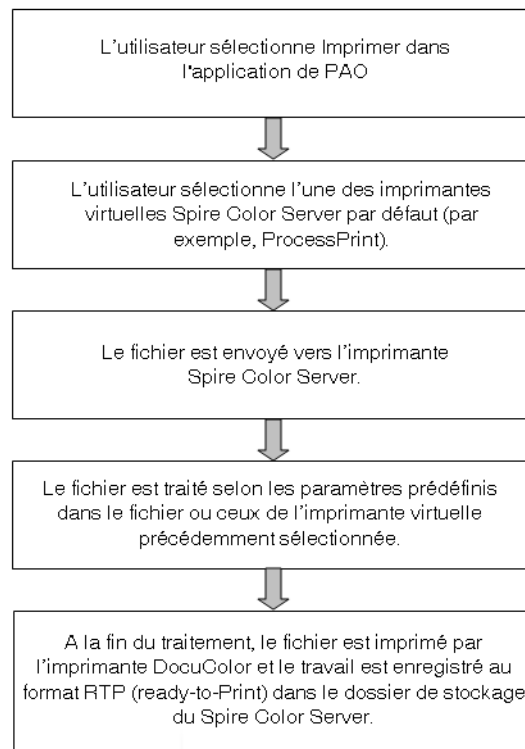 L'utilisateur sélectionne Imprimer dans
l'application de PAO
L'utilisateur sélectionne l'une des imprimantes
virtuelles Spire Color Server par défaut (par
exemple, ProcessPrint).
Le fichier est envoyé vers l'imprimante
Spire Color Server.
Le fichier est traité selon les paramètres prédéfinis
dans le fichier ou ceux de l'imprimante virtuelle
précédemment sélectionnée.
A la fin du traitement, le fichier est imprimé par
l'imprimante DocuColor et le travail est enregistré au
format RTP (ready-to-Print) dans le dossier de stockage
du Spire Color Server.